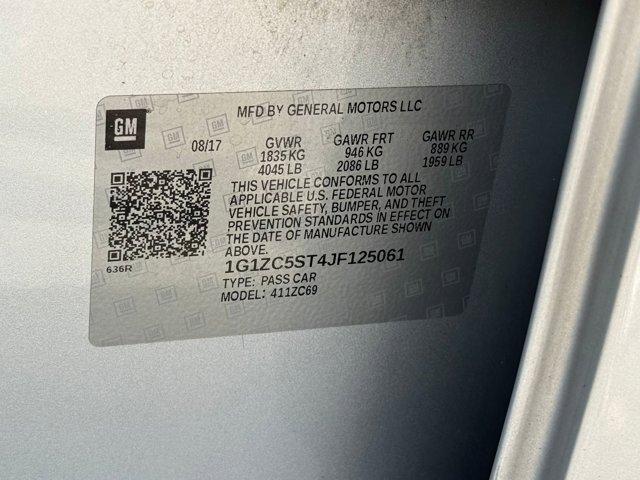 GM
MFD BY GENERAL MOTORS LLC
08/17 GVWR GAWR FRT GAWR RR
1835 KG 946 KG 889 KG
4045 LB 2086 LB 1959 LB
THIS VEHICLE CONFORMS TO ALL
APPLICABLE U.S. FEDERAL MOTOR
VEHICLE SAFETY, BUMPER, AND THEFT
PREVENTION STANDARDS IN EFFECT ON
THE DATE OF MANUFACTURE SHOWN
ABOVE.
636R
1G1ZC5ST4JF125061
TYPE: PASS CAR
MODEL: 411ZC69